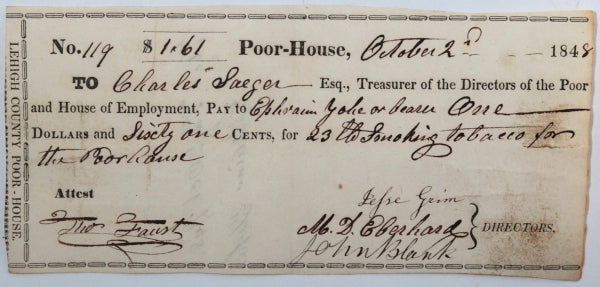 LEHIGH COUNTY POOR-HOUSE.
No. 119 $1.61 Poor-House, October 2d 1848
TO Charles Saeger Esq., Treasurer of the Directors of the Poor
and House of Employment, PAY to Ephraim Yohe or bearer One
DOLLARS and Sixty one CENTS, for 23 lb Smoking tobacco for
the Poorhouse
Attest
Jesse Grim
Tho Faust
M. D. Eberhard
DIRECTORS.
John Blank